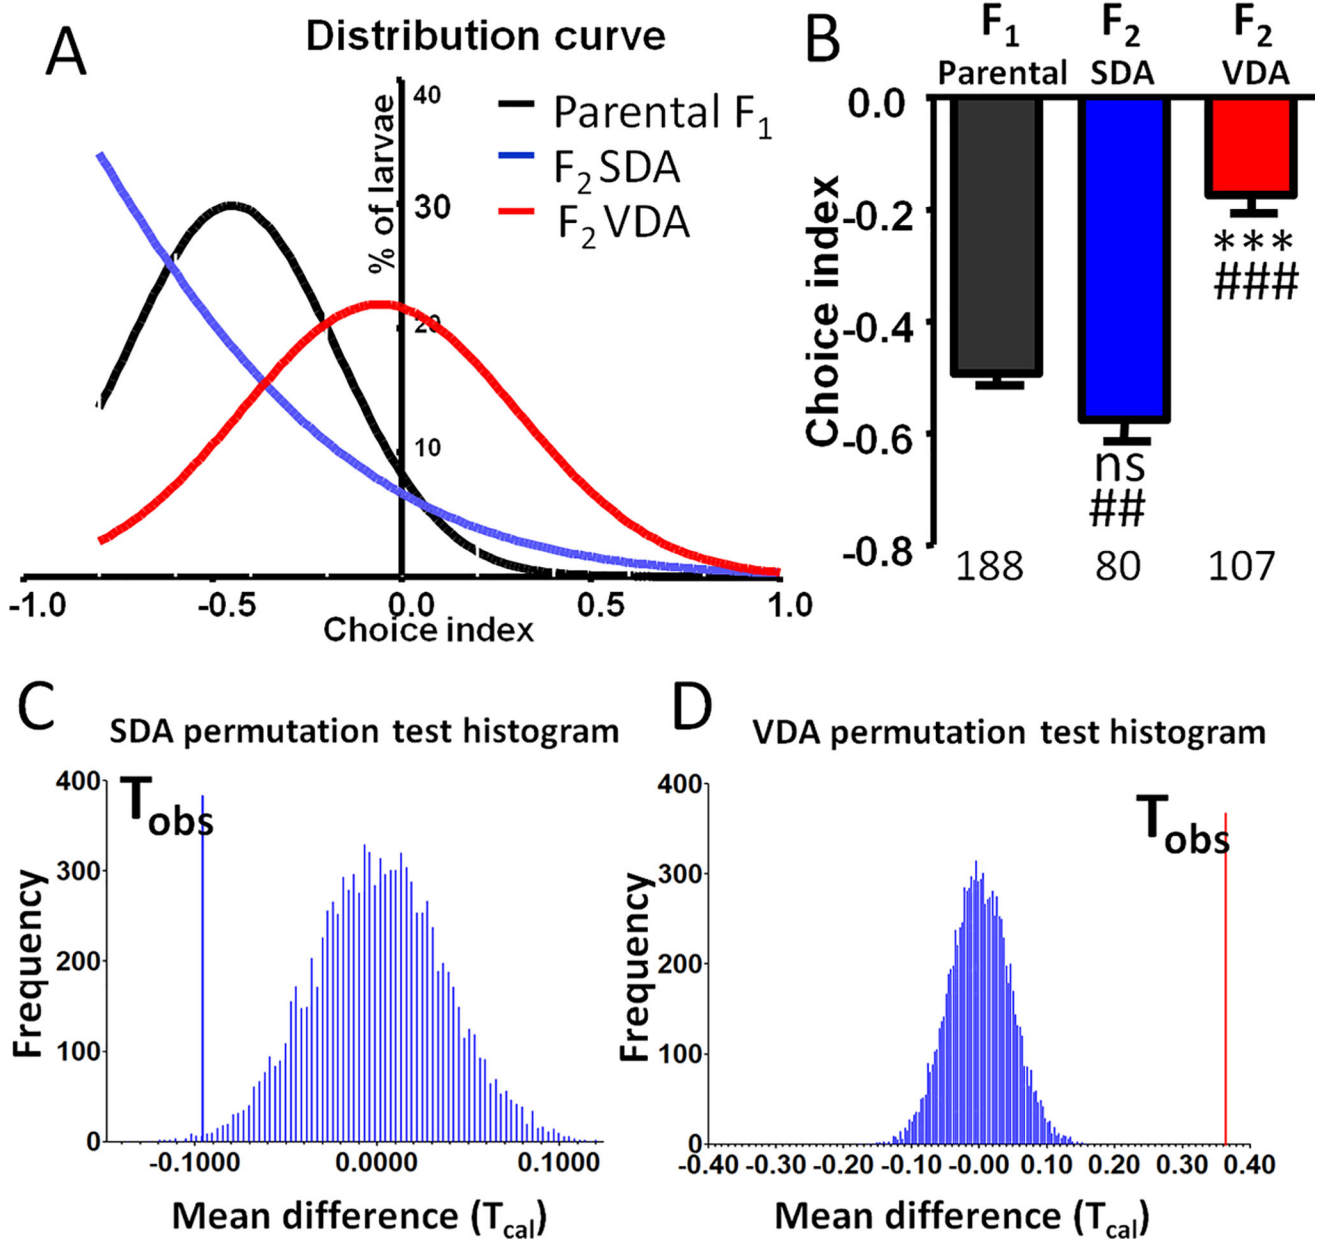 A
Distribution curve
40
30
20
10
% of larvae
Parental F1
F2 SDA
F2 VDA
-1.0 -0.5 0.0 0.5 1.0
Choice index
B
F1 F2 F2
Parental SDA VDA
0.0
-0.2
-0.4
-0.6
-0.8
Choice index
***
###
ns
##
188 80 107
C
SDA permutation test histogram
Tobs
400
300
200
100
0
Frequency
-0.1000 0.0000 0.1000
Mean difference (Tcal)
D
VDA permutation test histogram
Tobs
400
300
200
100
0
Frequency
-0.40 -0.30 -0.20 -0.10 -0.00 0.10 0.20 0.30 0.40
Mean difference (Tcal)